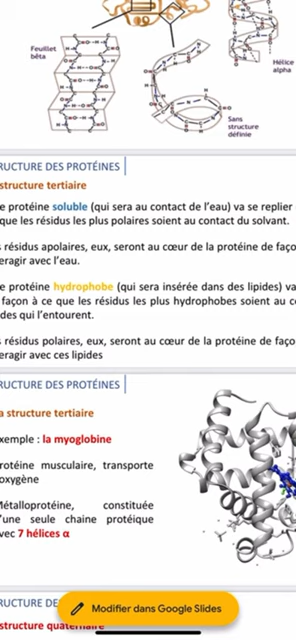 Feuillet
bêta
Hélice
alpha
Sans
structure
définie
RUCTURE DES PROTÉINES
structure tertiaire
e protéine soluble (qui sera au contact de l'eau) va se replier
que les résidus les plus polaires soient au contact du solvant.
s résidus apolaires, eux, seront au cœur de la protéine de faço
eragir avec l'eau.
e protéine hydrophobe (qui sera insérée dans des lipides) va
façon à ce que les résidus les plus hydrophobes soient au c
des qui l'entourent.
s résidus polaires, eux, seront au cœur de la protéine de faço
eragir avec ces lipides
RUCTURE DES PROTÉINES
a structure tertiaire
xemple : la myoglobine
rotéine musculaire, transporte
oxygène
Métalloprotéine, constituée
'une seule chaine protéique
vec 7 hélices α
RUCTURE DE
Modifier dans Google Slides
structure quaternaire